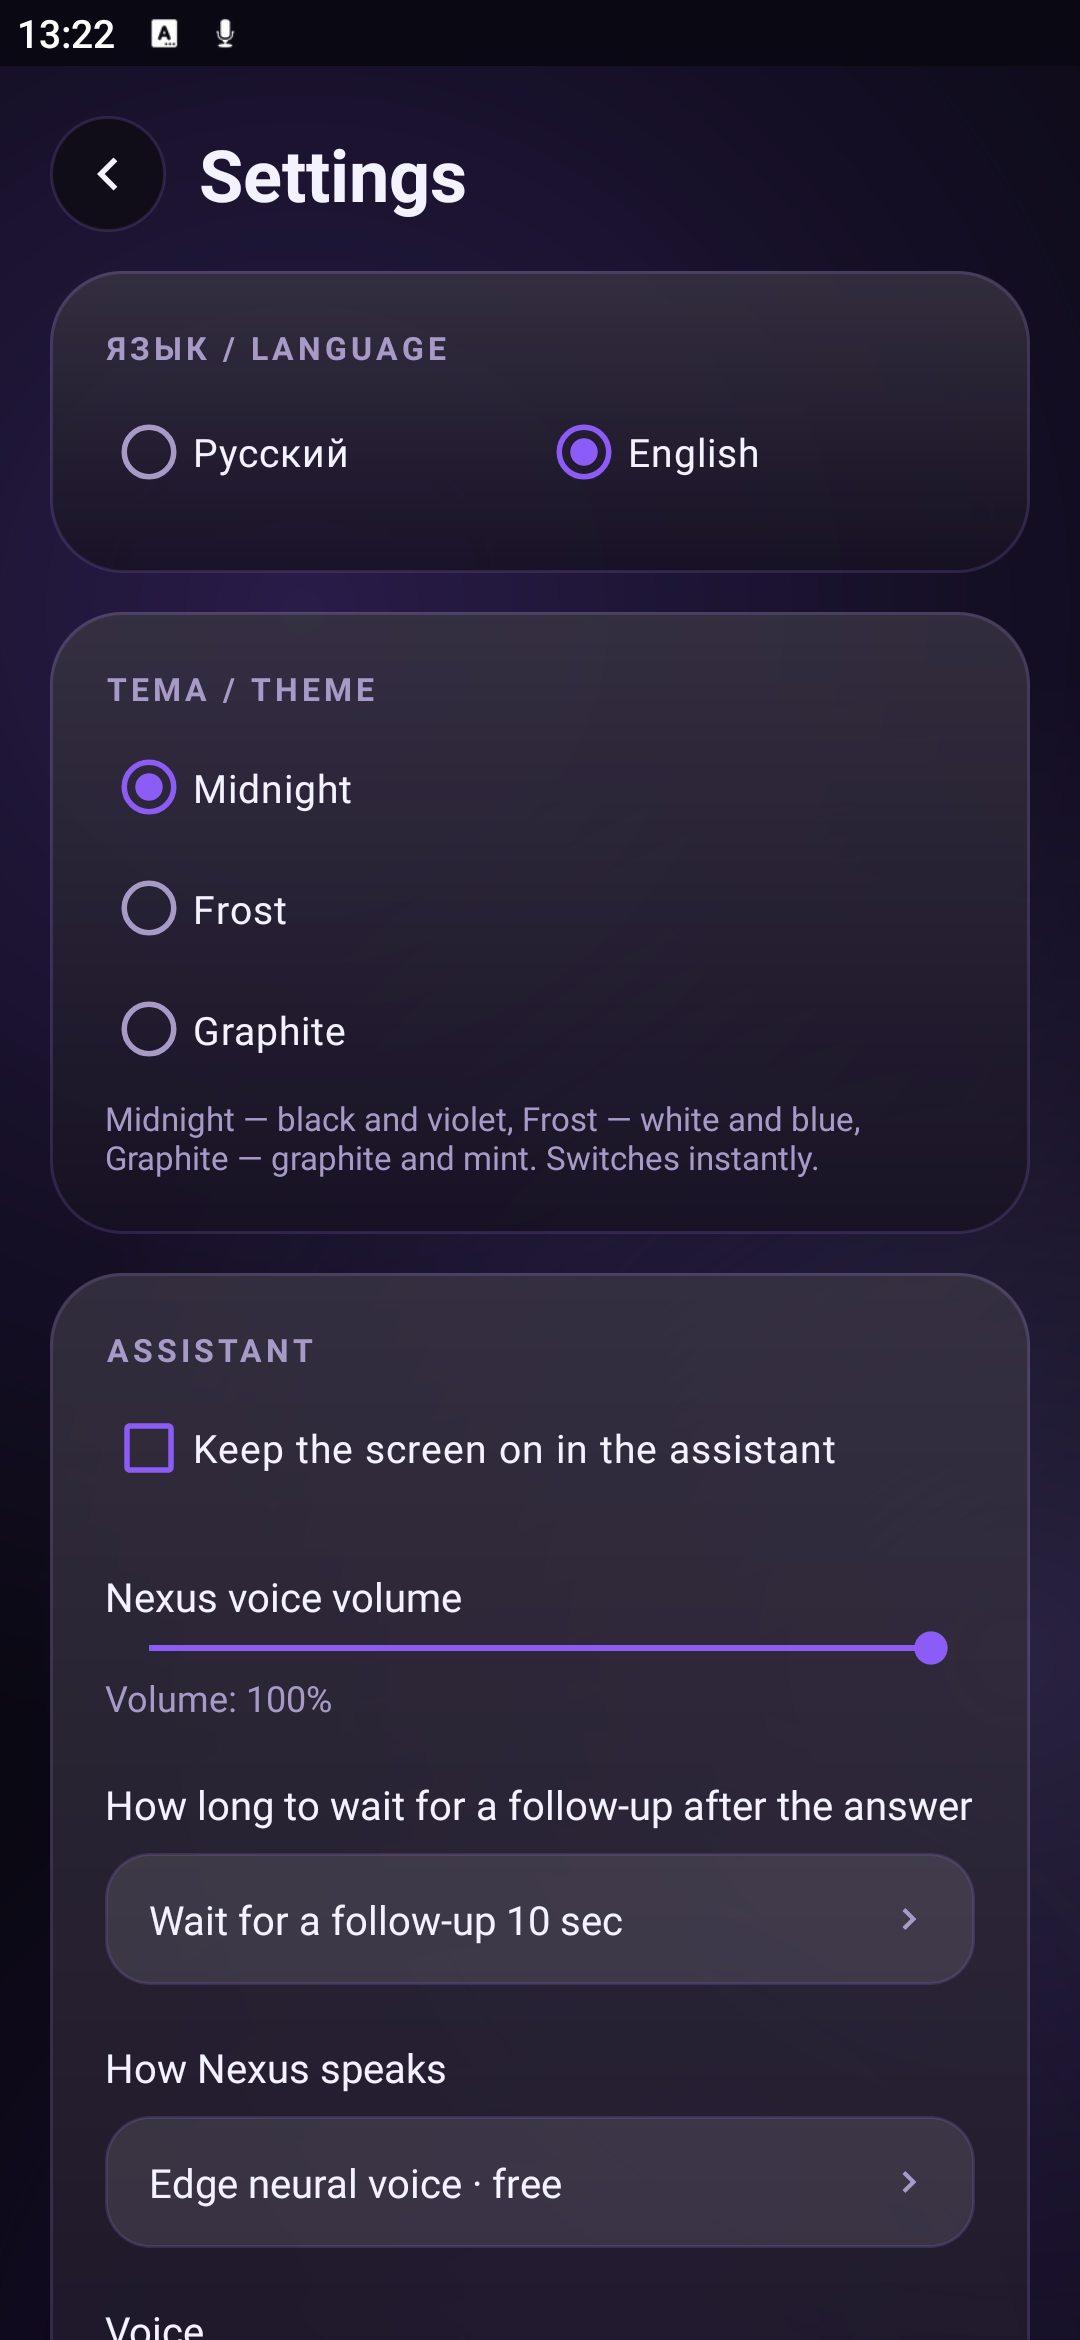 13:22
Settings
ЯЗЫК / LANGUAGE
Русский
English
ТЕМА / THEME
Midnight
Frost
Graphite
Midnight — black and violet, Frost — white and blue,
Graphite — graphite and mint. Switches instantly.
ASSISTANT
Keep the screen on in the assistant
Nexus voice volume
Volume: 100%
How long to wait for a follow-up after the answer
Wait for a follow-up 10 sec
How Nexus speaks
Edge neural voice · free
Voice